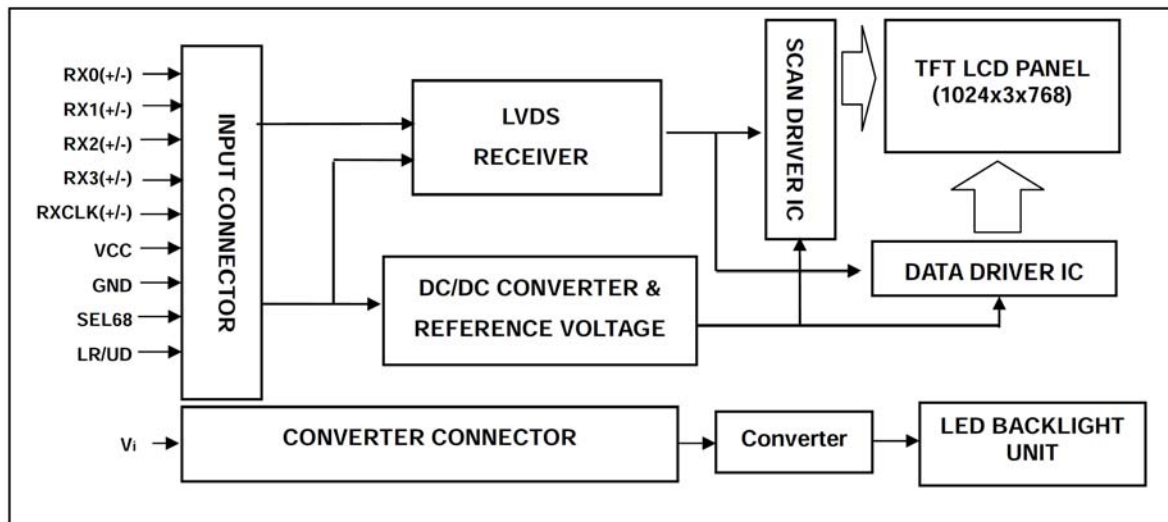 RX0(+/-)
RX1(+/-)
RX2(+/-)
RX3(+/-)
RXCLK(+/-)
VCC
GND
SEL68
LR/UD
INPUT CONNECTOR
LVDS
RECEIVER
DC/DC CONVERTER &
REFERENCE VOLTAGE
SCAN DRIVER IC
TFT LCD PANEL
(1024x3x768)
DATA DRIVER IC
Vi
CONVERTER CONNECTOR
Converter
LED BACKLIGHT
UNIT